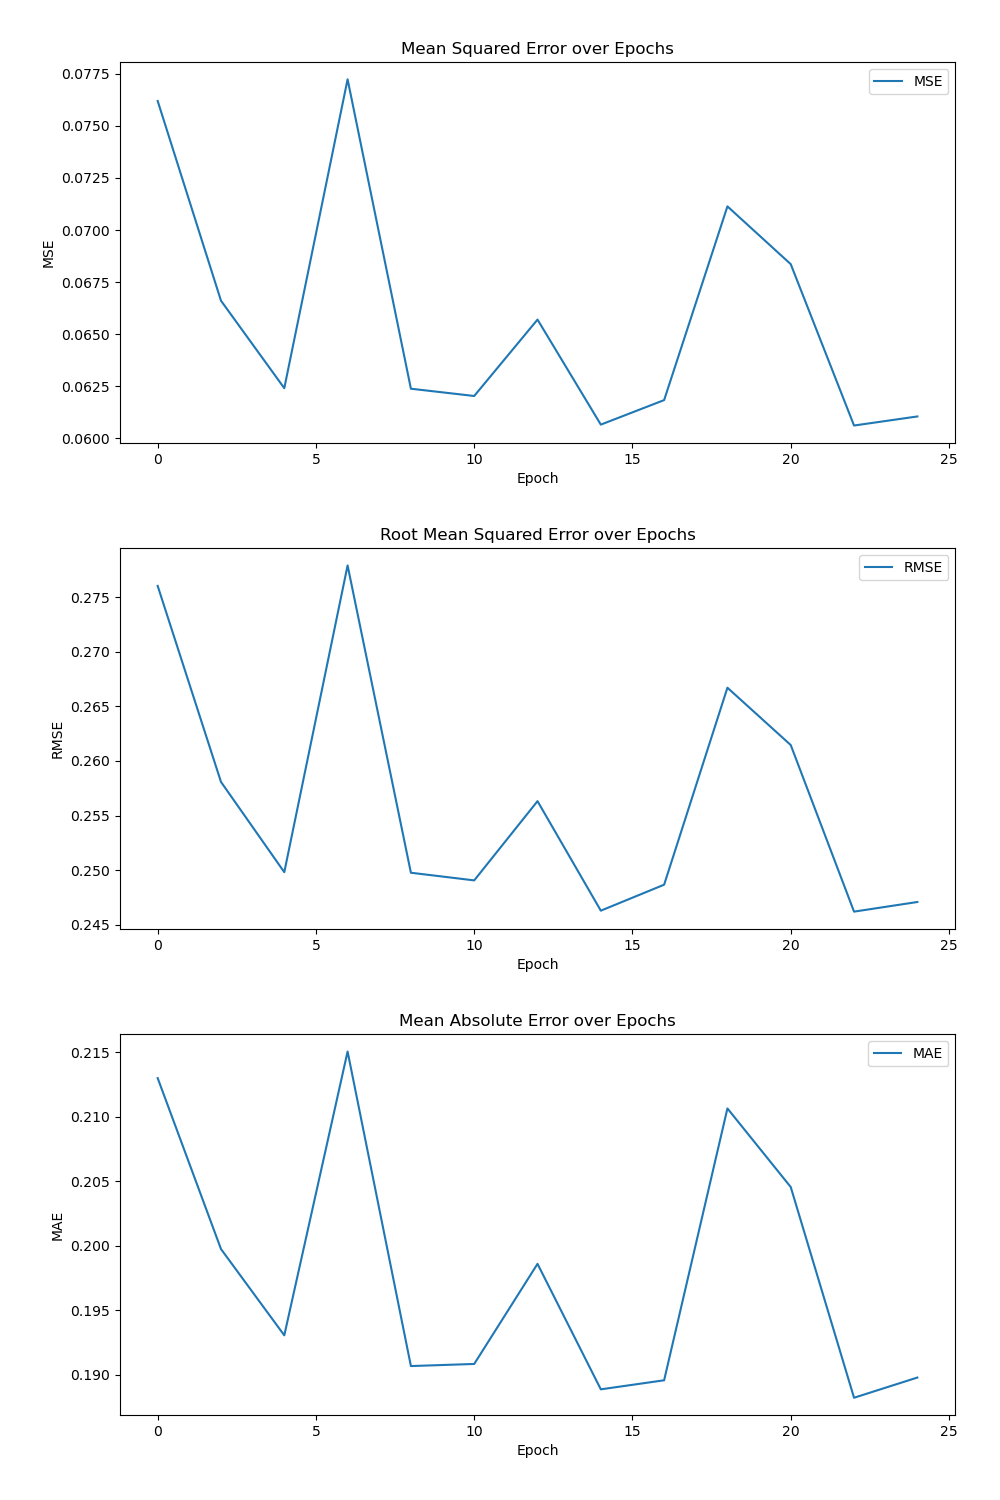 Mean Squared Error over Epochs
MSE
0.0775
0.0750
0.0725
0.0700
0.0675
0.0650
0.0625
0.0600
MSE
0 5 10 15 20 25
Epoch
Root Mean Squared Error over Epochs
RMSE
0.275
0.270
0.265
0.260
0.255
0.250
0.245
RMSE
0 5 10 15 20 25
Epoch
Mean Absolute Error over Epochs
MAE
0.215
0.210
0.205
0.200
0.195
0.190
MAE
0 5 10 15 20 25
Epoch